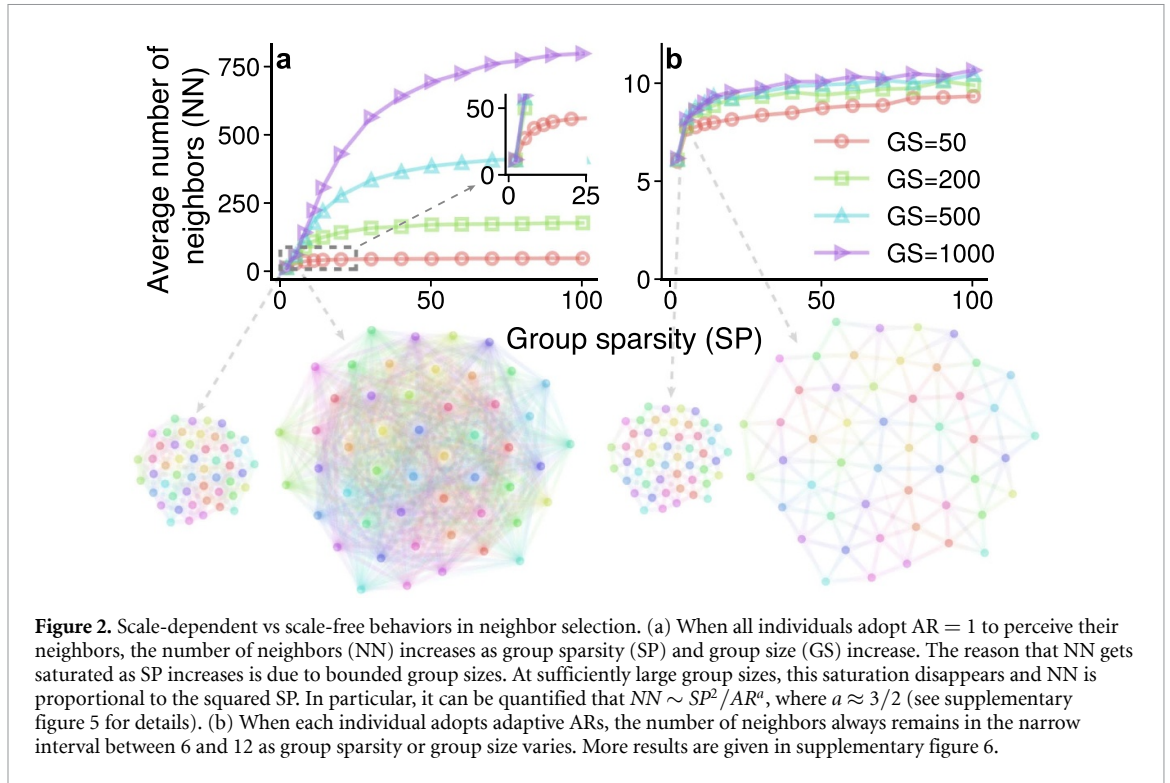 Average number of
neighbors (NN)
a
750
500
250
0
0
50
100
50
0
0
25
b
10
5
0
0
50
100
GS=50
GS=200
GS=500
GS=1000
Group sparsity (SP)
Figure 2. Scale-dependent vs scale-free behaviors in neighbor selection. (a) When all individuals adopt AR = 1 to perceive their
neighbors, the number of neighbors (NN) increases as group sparsity (SP) and group size (GS) increase. The reason that NN gets
saturated as SP increases is due to bounded group sizes. At sufficiently large group sizes, this saturation disappears and NN is
proportional to the squared SP. In particular, it can be quantified that NN ∼ SP²/ARᵃ, where a ≈ 3/2 (see supplementary
figure 5 for details). (b) When each individual adopts adaptive ARs, the number of neighbors always remains in the narrow
interval between 6 and 12 as group sparsity or group size varies. More results are given in supplementary figure 6.